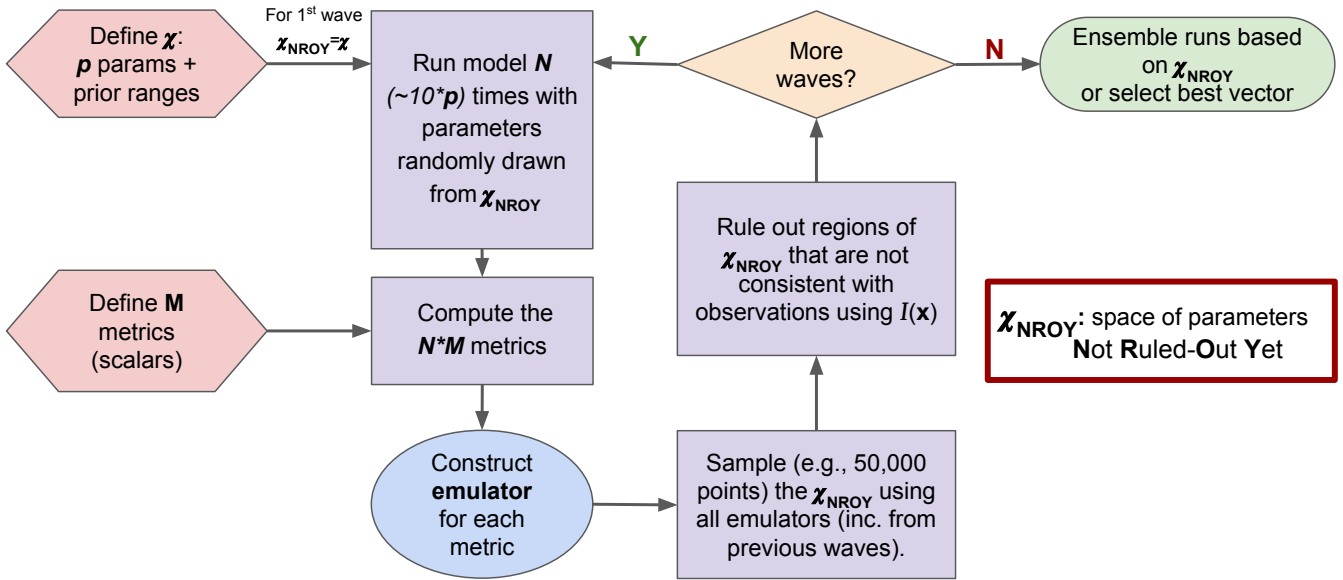 Define 𝝌:
p params +
prior ranges
For 1st wave
𝝌NROY=𝝌
Run model N
(~10*p) times with
parameters
randomly drawn
from 𝝌NROY
Y
More
waves?
N
Ensemble runs based
on 𝝌NROY
or select best vector
Define M
metrics
(scalars)
Compute the
N*M metrics
Rule out regions of
𝝌NROY that are not
consistent with
observations using I(x)
𝝌NROY: space of parameters
Not Ruled-Out Yet
Construct
emulator
for each
metric
Sample (e.g., 50,000
points) the 𝝌NROY using
all emulators (inc. from
previous waves).